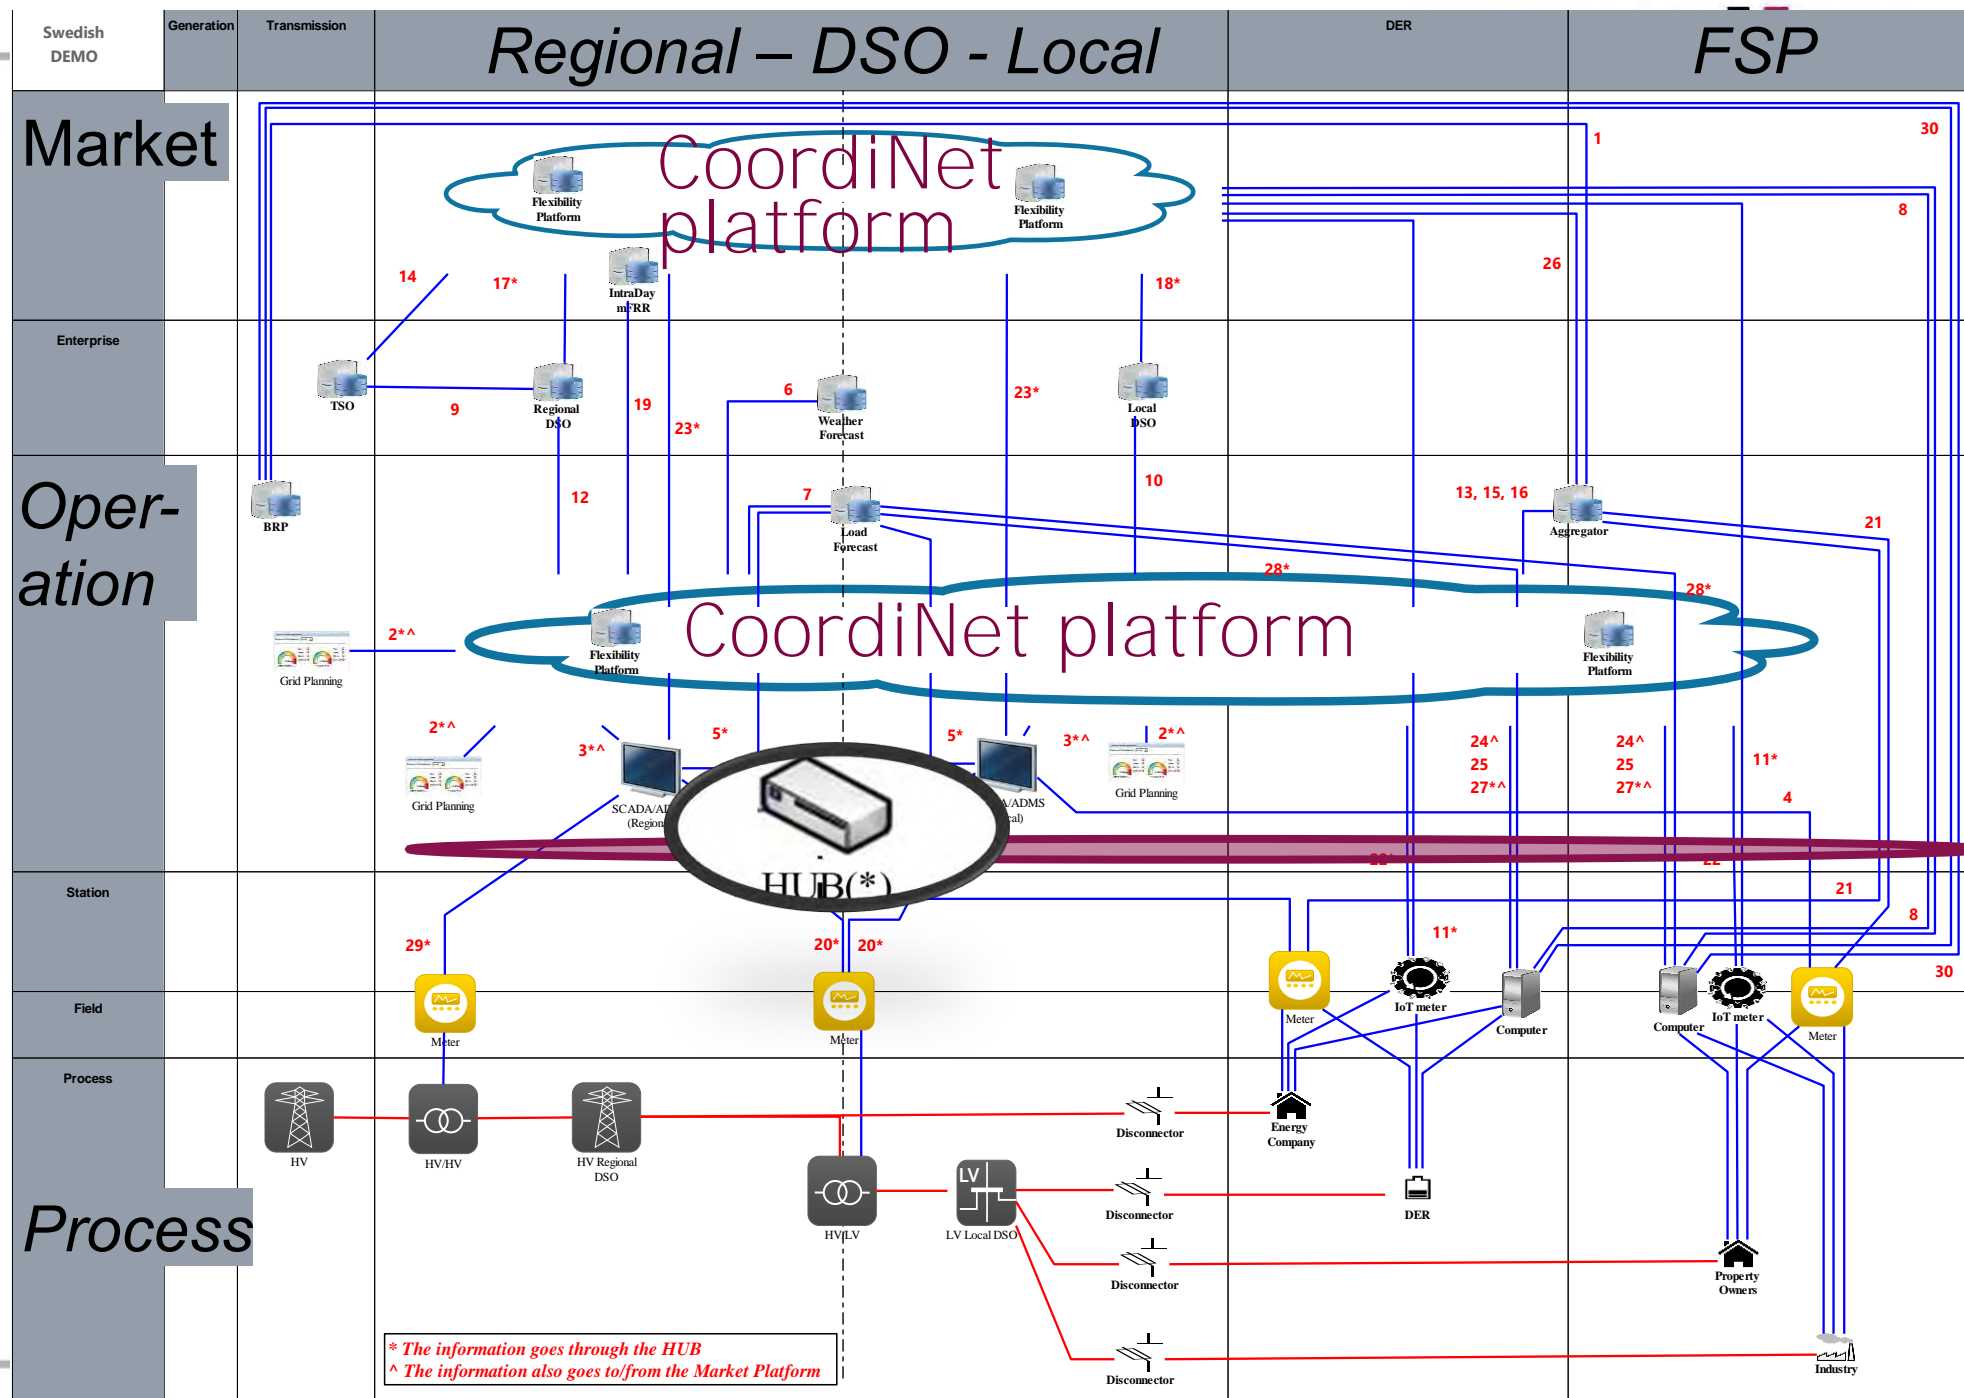 Swedish
DEMO
Generation
Transmission
Regional – DSO - Local
DER
FSP
Market
CoordiNet
platform
Flexibility
Platform
Flexibility
Platform
IntraDay
mFRR
1
30
8
26
14
17*
18*
Enterprise
TSO
9
Regional
DSO
19
23*
6
Weather
Forecast
23*
Local
DSO
Oper-
ation
BRP
12
7
Load
Forecast
10
13, 15, 16
Aggregator
21
28*
28*
CoordiNet platform
Flexibility
Platform
Flexibility
Platform
2*^
Grid Planning
2*^
Grid Planning
3*^
5*
5*
3*^
2*^
Grid Planning
24^
25
27*^
24^
25
27*^
11*
4
SCADA/AD
(Region
A/ADMS
cal)
HUB(*)
22
Station
21
8
29*
20*
20*
11*
30
Field
Meter
Meter
Meter
IoT meter
Computer
Computer
IoT meter
Meter
Process
HV
HV/HV
HV Regional
DSO
Disconnector
Energy
Company
Process
HV/LV
LV
LV Local DSO
Disconnector
DER
Disconnector
Property
Owners
Disconnector
Industry
* The information goes through the HUB
^ The information also goes to/from the Market Platform